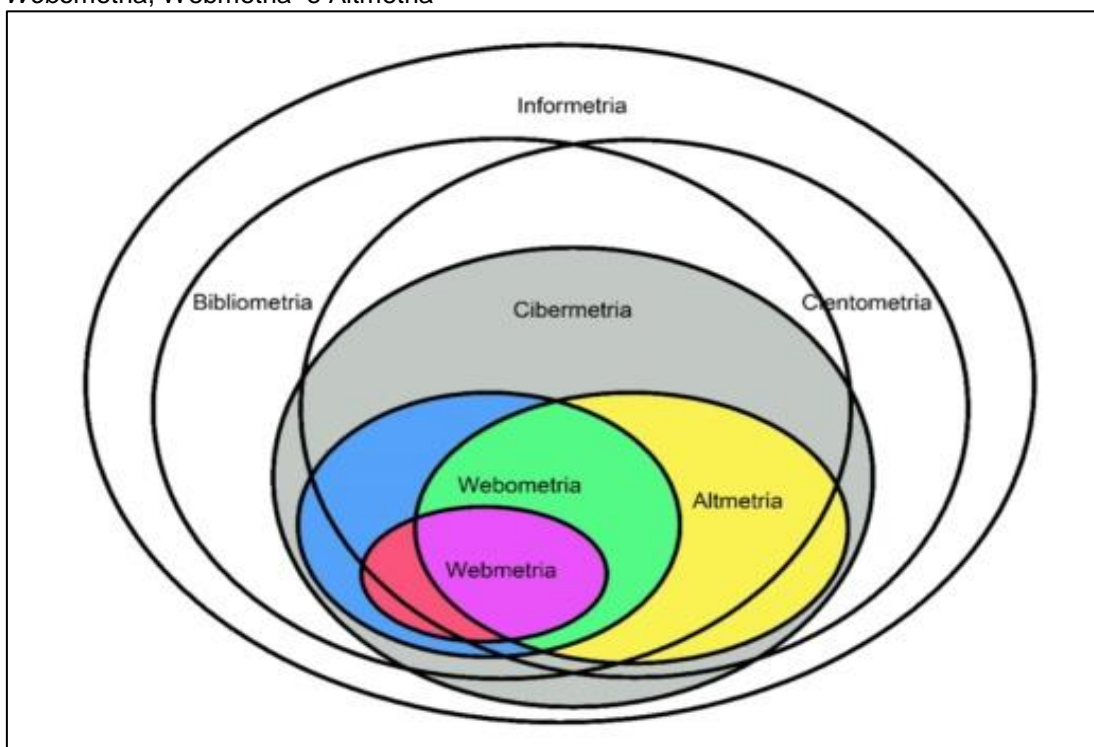 Webometria, Webmetria e Altmetria
Informetria
Bibliometria
Cibermetria
Cientometria
Webometria
Altmetria
Webmetria